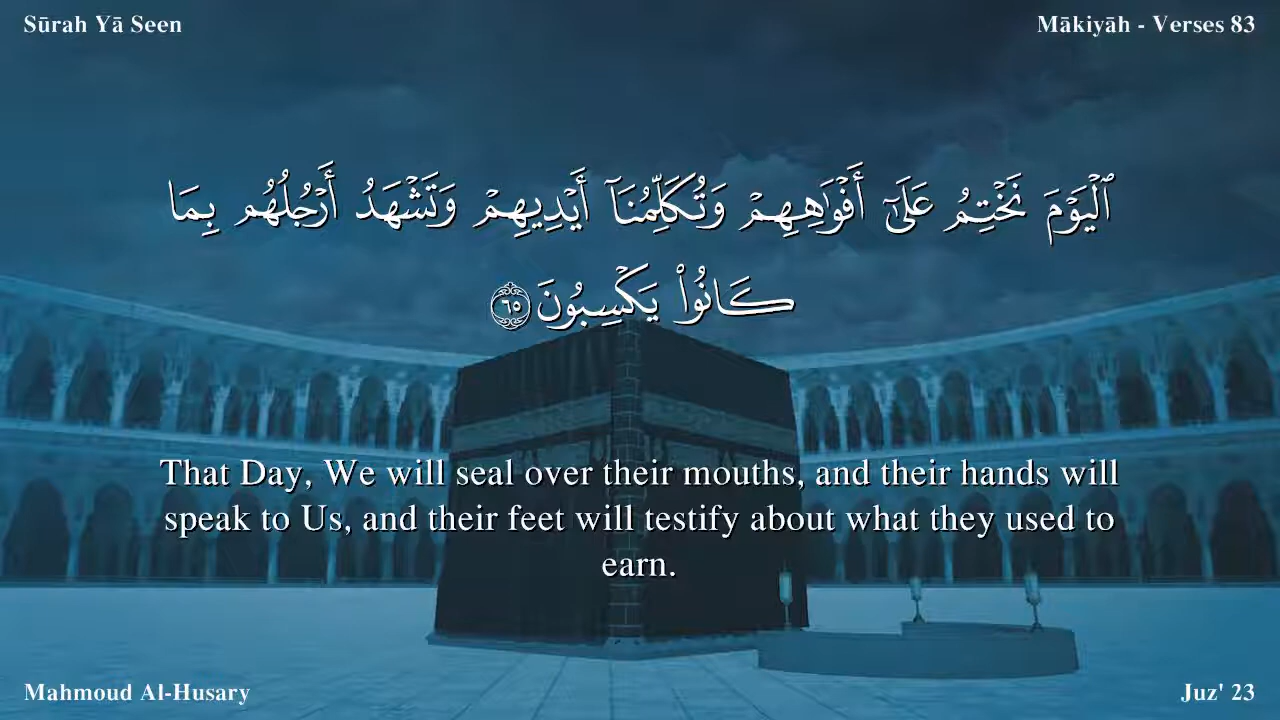 Sūrah Yā Seen
Mākiyāh - Verses 83
ٱلْيَوْمَ نَخْتِمُ عَلَىٰٓ أَفْوَٰهِهِمْ وَتُكَلِّمُنَآ أَيْدِيهِمْ وَتَشْهَدُ أَرْجُلُهُم بِمَا
كَانُوا۟ يَكْسِبُونَ ٦٥
That Day, We will seal over their mouths, and their hands will
speak to Us, and their feet will testify about what they used to
earn.
Mahmoud Al-Husary
Juz' 23